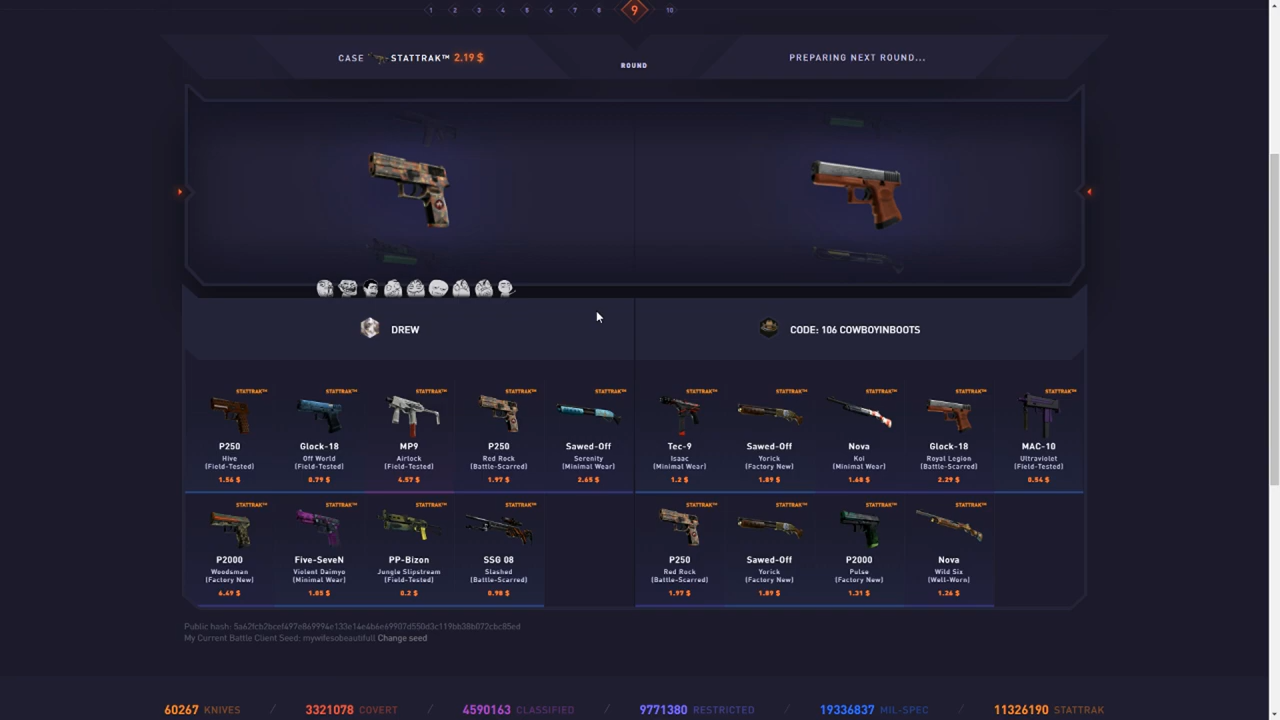 1 2 3 4 5 6 7 8 9 10
CASE STATTRAK™ 2.19 $
ROUND
PREPARING NEXT ROUND...
DREW
CODE: 106 COWBOYINBOOTS
STATTRAK™ STATTRAK™ STATTRAK™ STATTRAK™ STATTRAK™ STATTRAK™ STATTRAK™ STATTRAK™ STATTRAK™ STATTRAK™
P250 Glock-18 MP9 P250 Sawed-Off Tec-9 Sawed-Off Nova Glock-18 MAC-10
Hive Off World Airlock Red Rock Serenity Isaac Yorick Koi Royal Legion Ultraviolet
(Field-Tested) (Field-Tested) (Field-Tested) (Battle-Scarred) (Minimal Wear) (Minimal Wear) (Factory New) (Minimal Wear) (Battle-Scarred) (Field-Tested)
1.56 $ 0.79 $ 4.57 $ 1.97 $ 2.65 $ 1.2 $ 1.89 $ 1.68 $ 2.29 $ 0.54 $
STATTRAK™ STATTRAK™ STATTRAK™ STATTRAK™ STATTRAK™ STATTRAK™ STATTRAK™ STATTRAK™
P2000 Five-SeveN PP-Bizon SSG 08 P250 Sawed-Off P2000 Nova
Woodsman Violent Daimyo Jungle Slipstream Slashed Red Rock Yorick Pulse Wild Six
(Factory New) (Minimal Wear) (Field-Tested) (Battle-Scarred) (Battle-Scarred) (Factory New) (Factory New) (Well-Worn)
6.49 $ 1.05 $ 0.2 $ 0.98 $ 1.97 $ 1.89 $ 1.31 $ 1.26 $
Public hash:
My Current Battle Client Seed: mywifesobeautifull Change seed
60267 KNIVES / 3321078 COVERT / 4590163 CLASSIFIED / 9771380 RESTRICTED / 19336837 MIL-SPEC / 11326190 STATTRAK